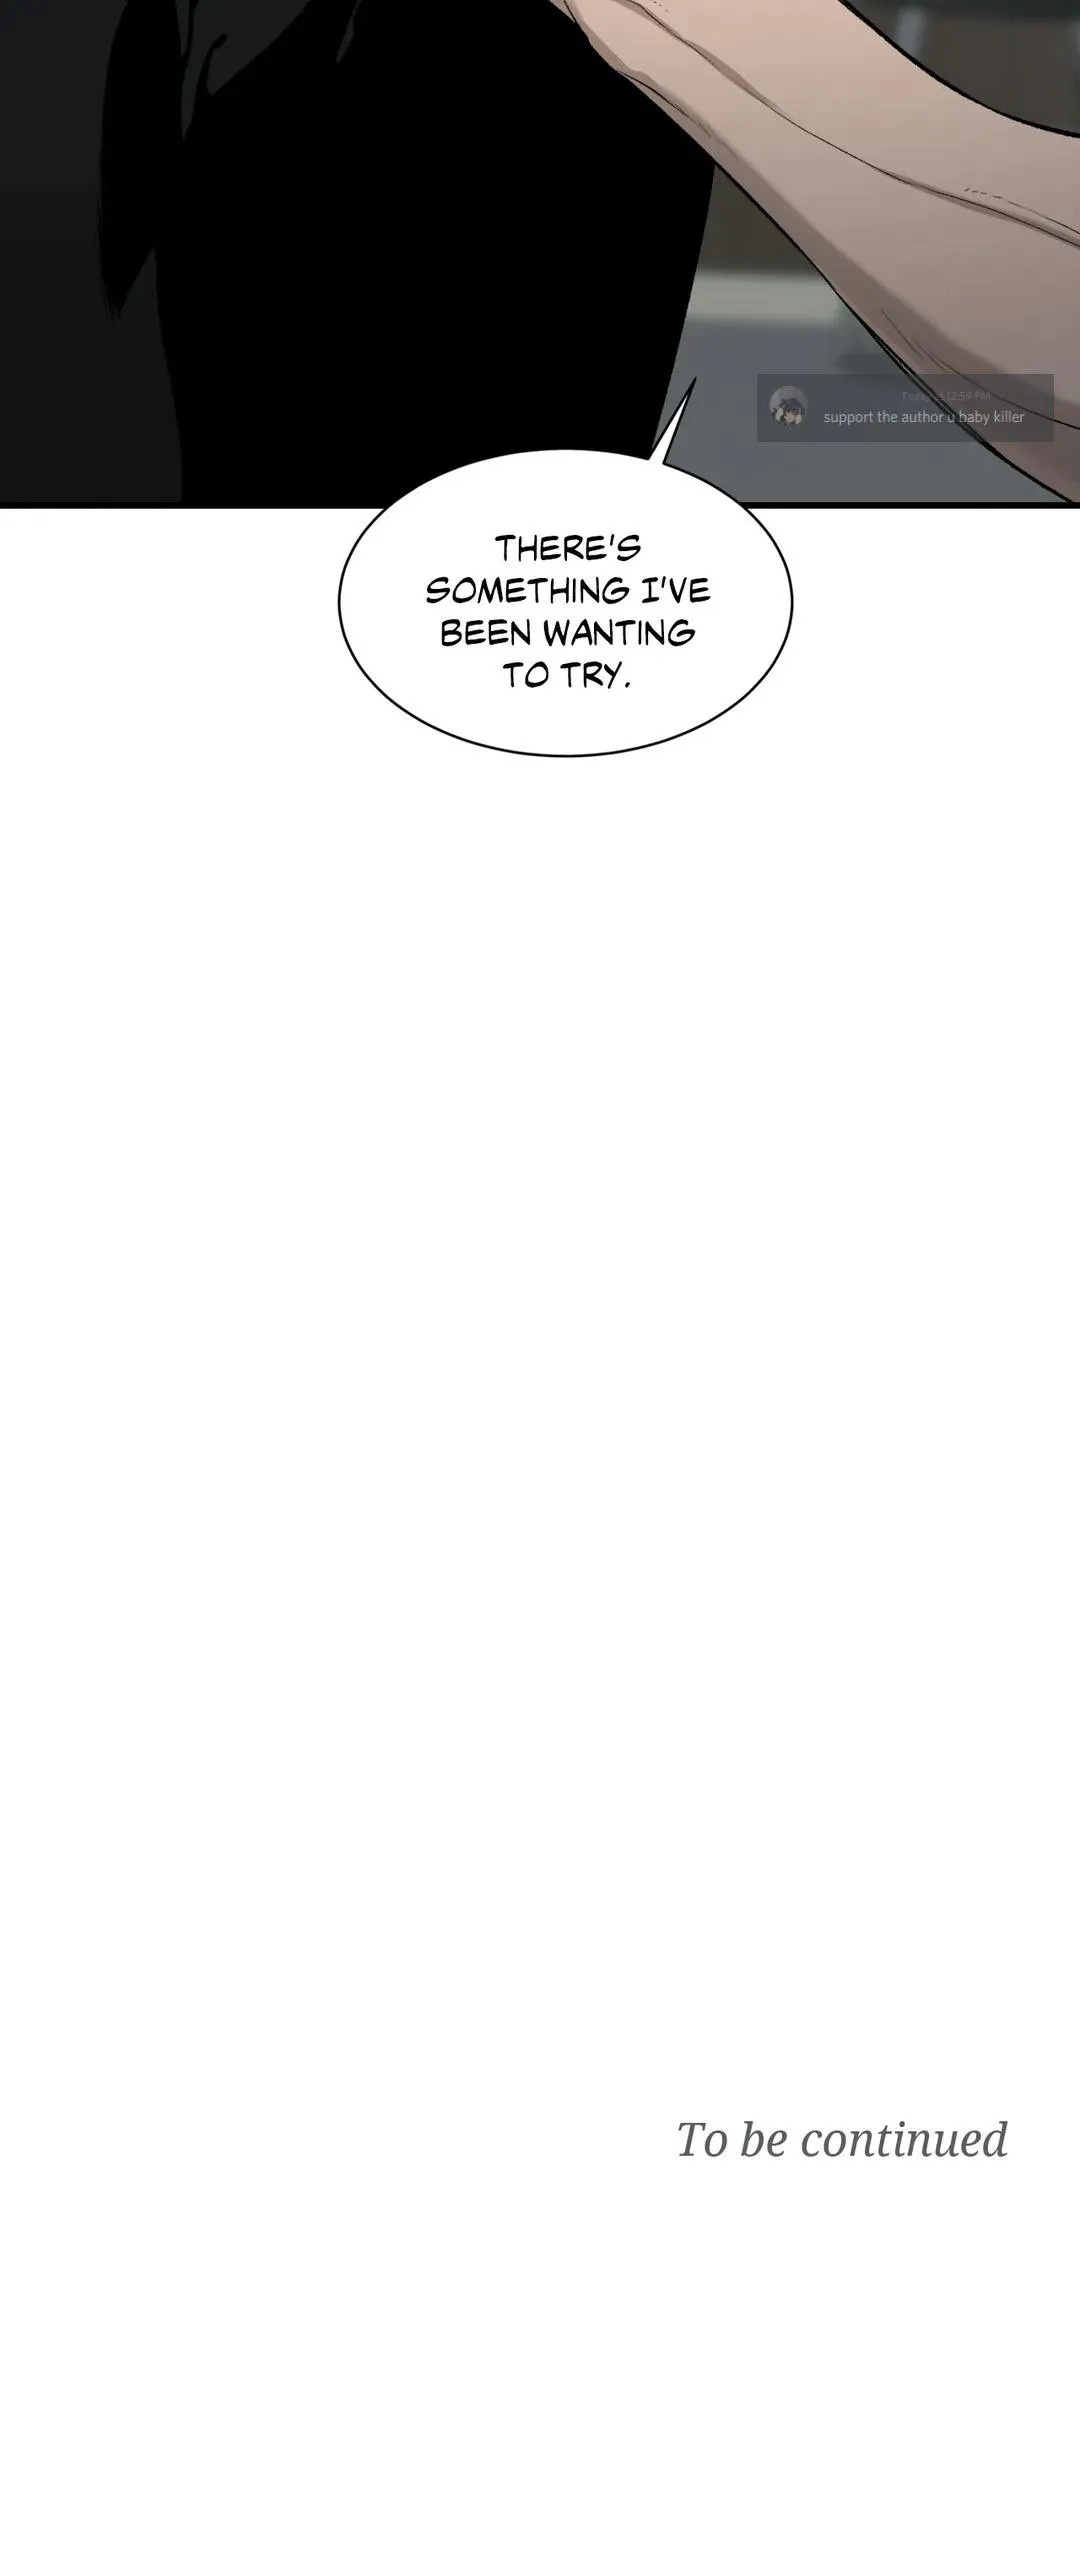 Today at 12:59 PM
support the author u baby killer
THERE'S
SOMETHING I'VE
BEEN WANTING
TO TRY.
To be continued